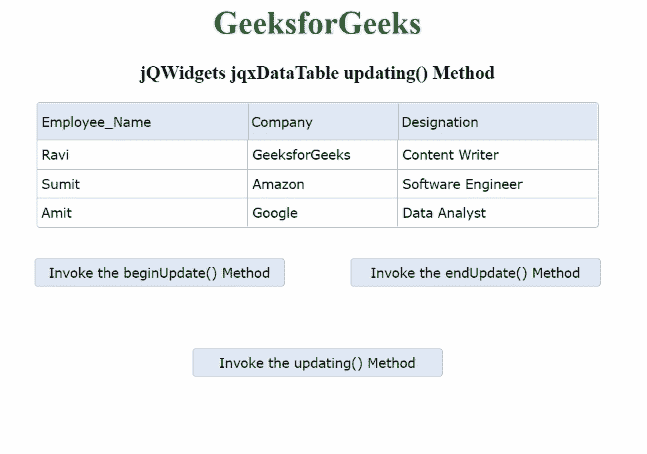 GeeksforGeeks
jQWidgets jqxDataTable updating() Method
Employee_Name Company Designation
Ravi GeeksforGeeks Content Writer
Sumit Amazon Software Engineer
Amit Google Data Analyst
Invoke the beginUpdate() Method Invoke the endUpdate() Method
Invoke the updating() Method